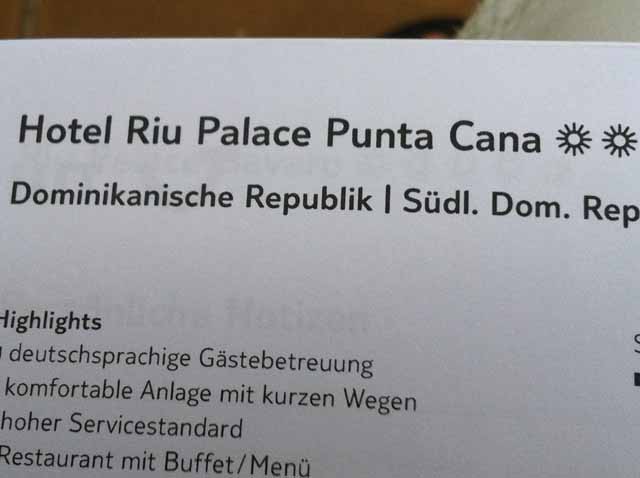 Hotel Riu Palace Punta Cana
Dominikanische Republik | Südl. Dom. Rep
Highlights
deutschsprachige Gästebetreuung
komfortable Anlage mit kurzen Wegen
hoher Servicestandard
Restaurant mit Buffet/Menü